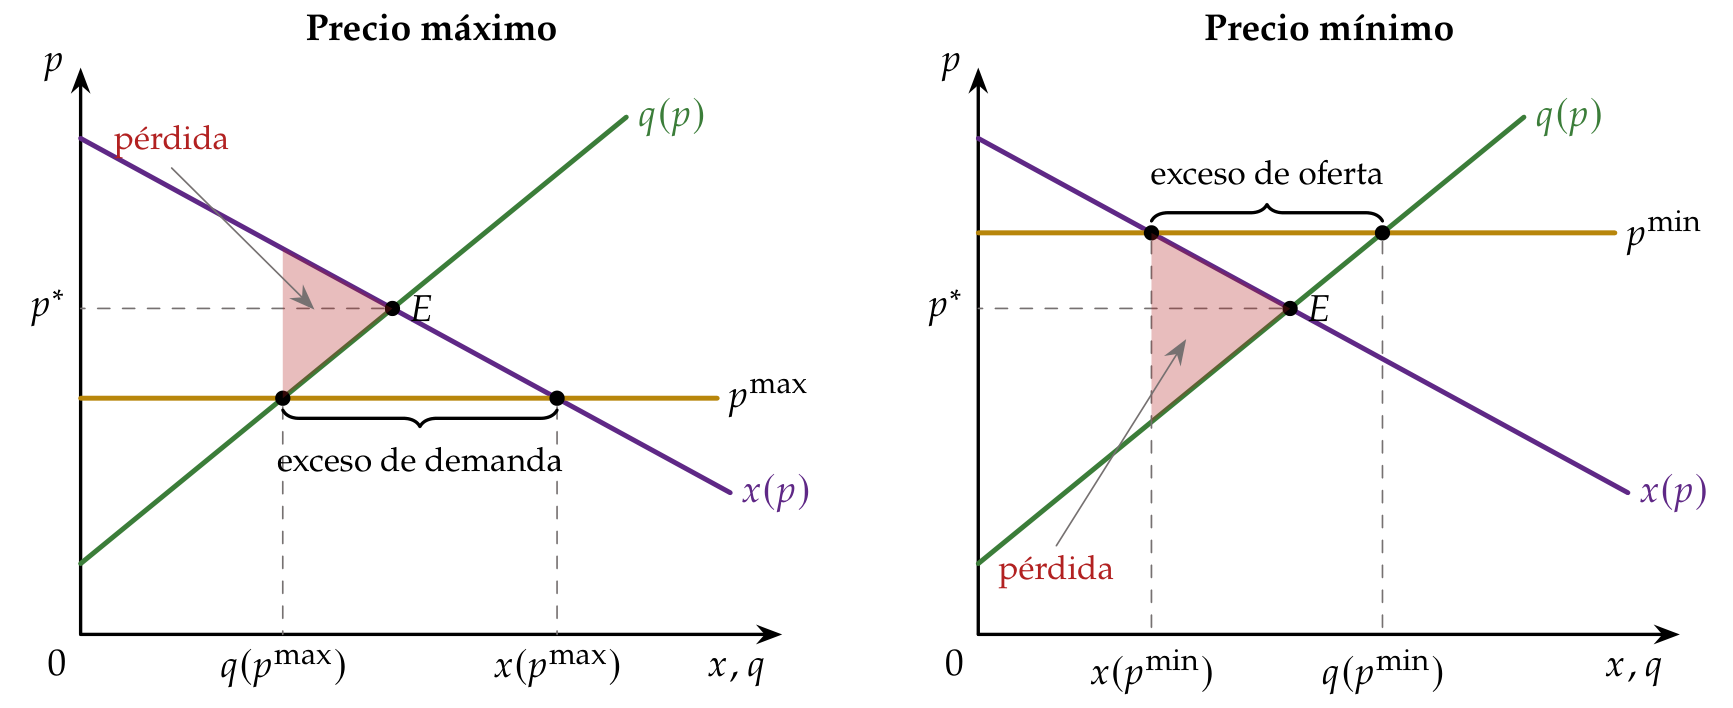 Precio máximo
p
q(p)
pérdida
p*
E
p^max
exceso de demanda
x(p)
0
q(p^max)
x(p^max)
x, q
Precio mínimo
p
q(p)
exceso de oferta
p^min
p*
E
x(p)
pérdida
0
x(p^min)
q(p^min)
x, q